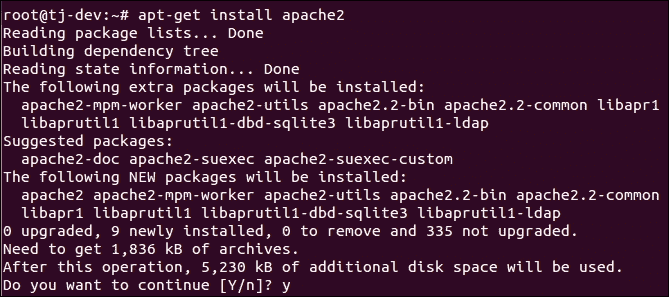 root@tj-dev:~# apt-get install apache2
Reading package lists... Done
Building dependency tree
Reading state information... Done
The following extra packages will be installed:
  apache2-mpm-worker apache2-utils apache2.2-bin apache2.2-common libapr1
  libaprutil1 libaprutil1-dbd-sqlite3 libaprutil1-ldap
Suggested packages:
  apache2-doc apache2-suexec apache2-suexec-custom
The following NEW packages will be installed:
  apache2 apache2-mpm-worker apache2-utils apache2.2-bin apache2.2-common
  libapr1 libaprutil1 libaprutil1-dbd-sqlite3 libaprutil1-ldap
0 upgraded, 9 newly installed, 0 to remove and 335 not upgraded.
Need to get 1,836 kB of archives.
After this operation, 5,230 kB of additional disk space will be used.
Do you want to continue [Y/n]? y